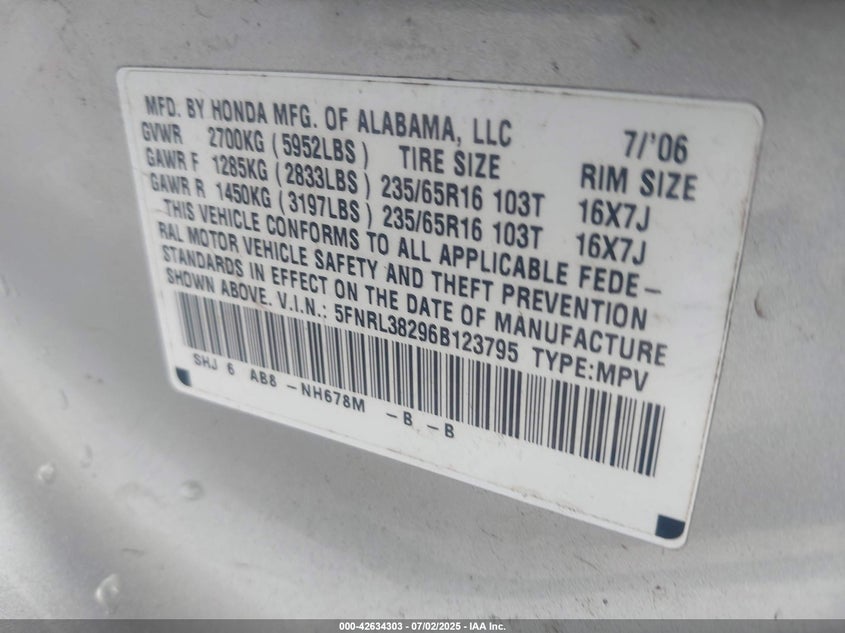 MFD. BY HONDA MFG. OF ALABAMA, LLC 7/'06
GVWR 2700KG (5952LBS) TIRE SIZE RIM SIZE
GAWR F 1285KG (2833LBS) 235/65R16 103T 16X7J
GAWR R 1450KG (3197LBS) 235/65R16 103T 16X7J
THIS VEHICLE CONFORMS TO ALL APPLICABLE FEDE-
RAL MOTOR VEHICLE SAFETY AND THEFT PREVENTION
STANDARDS IN EFFECT ON THE DATE OF MANUFACTURE
SHOWN ABOVE. V.I.N.: 5FNRL38296B123795 TYPE:MPV
SHJ 6 AB8 -NH678M -B -B
000-42634303 - 07/02/2025 - IAA Inc.